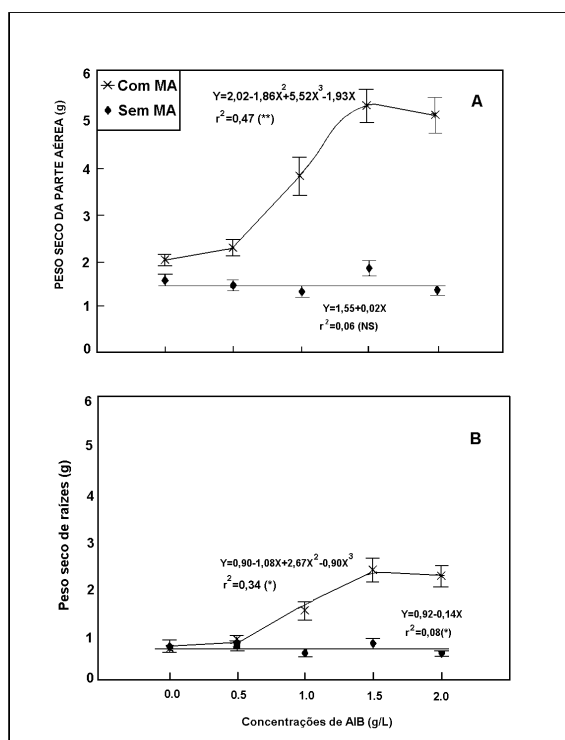 6
Com MA
Sem MA
Y=2,02-1,86X²+5,52X³-1,93X
r²=0,47 (**)
A
5
4
3
2
1
0
PESO SECO DA PARTE AÉREA (g)
Y=1,55+0,02X
r²=0,06 (NS)
6
B
5
4
3
2
1
0
Peso seco de raízes (g)
Y=0,90-1,08X+2,67X²-0,90X³
r²=0,34 (*)
Y=0,92-0,14X
r²=0,08(*)
0.0 0.5 1.0 1.5 2.0
Concentrações de AIB (g/L)